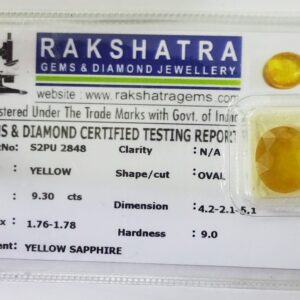 RAKSHATRA
GEMS & DIAMOND JEWELLERY
website : www.rakshatragems.com
stered Under The Trade Marks with Govt. of India
S & DIAMOND CERTIFIED TESTING REPORT
No: S2PU 2848 Clarity : N/A
YELLOW Shape/cut : OVAL
9.30 cts Dimension : 4.2-2.1-5.1
x : 1.76-1.78 Hardness : 9.0
ent: YELLOW SAPPHIRE